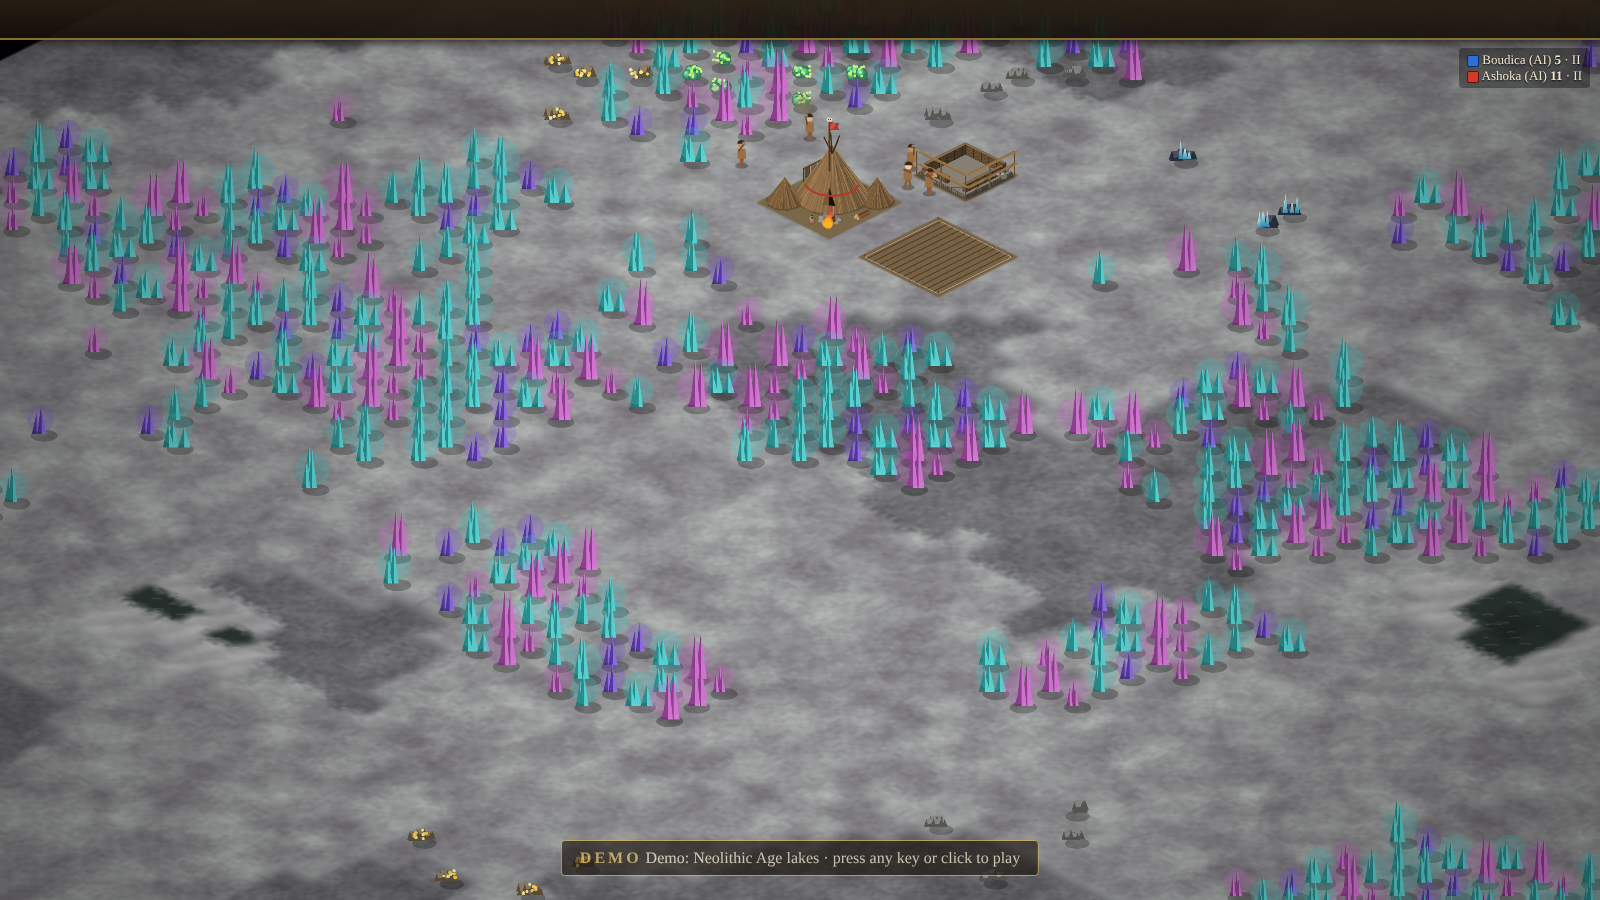 Boudica (AI) 5 · II
Ashoka (AI) 11 · II
DEMO Demo: Neolithic Age lakes · press any key or click to play